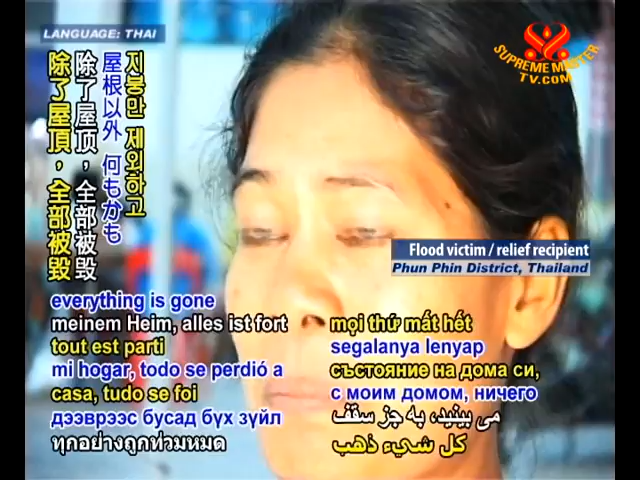 LANGUAGE: THAI
SUPREME MASTER
TV.COM
지붕만 제외하고
屋根以外 何もかも
除了屋顶，全部被毁
除了屋頂，全部被毀
Flood victim / relief recipient
Phun Phin District, Thailand
everything is gone
meinem Heim, alles ist fort
tout est parti
mi hogar, todo se perdió a
casa, tudo se foi
дээврээс бусад бүх зүйл
ทุกอย่างถูกท่วมหมด
mọi thứ mất hết
segalanya lenyap
състояние на дома си,
с моим домом, ничего
می بینید، به جز سقف
كل شيء ذهب